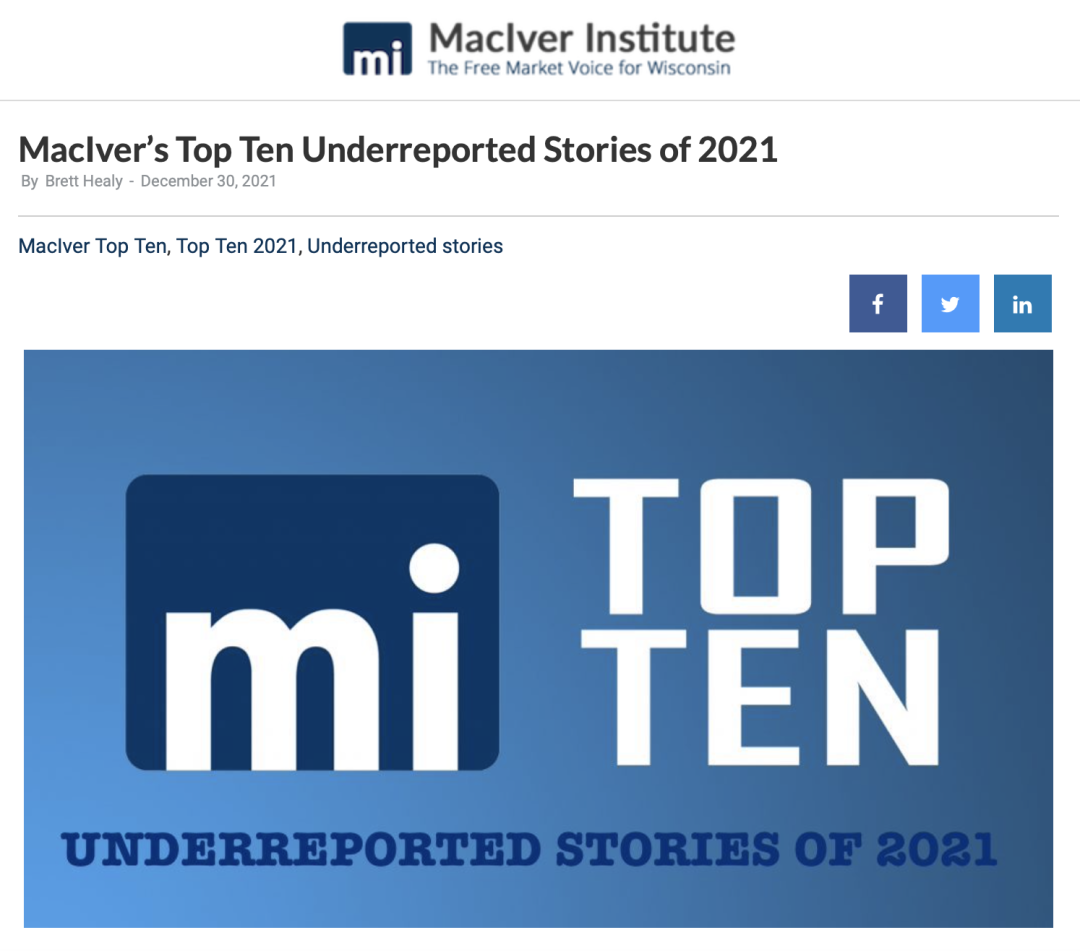 mi MacIver Institute
The Free Market Voice for Wisconsin
MacIver's Top Ten Underreported Stories of 2021
By Brett Healy - December 30, 2021
MacIver Top Ten, Top Ten 2021, Underreported stories
f in
mi TOP
TEN
UNDERREPORTED STORIES OF 2021